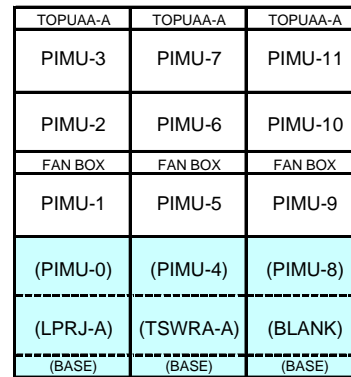 TOPUAA-A TOPUAA-A TOPUAA-A
PIMU-3 PIMU-7 PIMU-11
PIMU-2 PIMU-6 PIMU-10
FAN BOX FAN BOX FAN BOX
PIMU-1 PIMU-5 PIMU-9
(PIMU-0) (PIMU-4) (PIMU-8)
(LPRJ-A) (TSWRA-A) (BLANK)
(BASE) (BASE) (BASE)